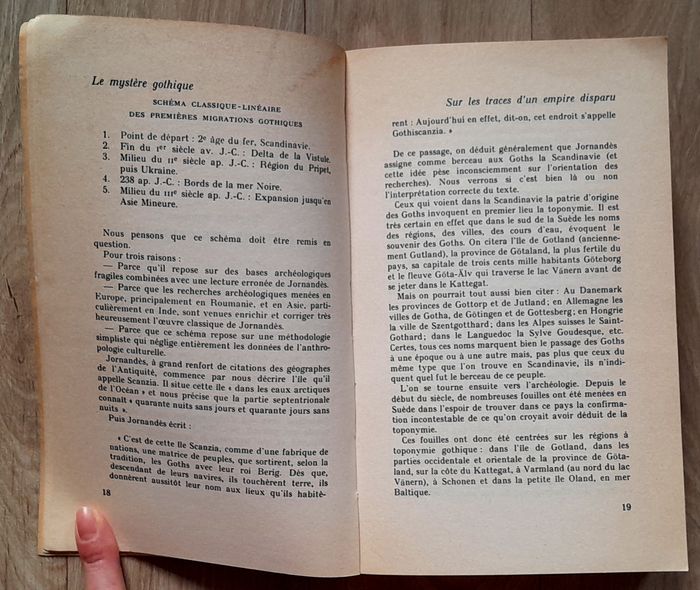 Le mystère gothique
SCHÉMA CLASSIQUE-LINÉAIRE
DES PREMIÈRES MIGRATIONS GOTHIQUES
1. Point de départ : 2e âge du fer, Scandinavie.
2. Fin du Ier siècle av. J.-C. : Delta de la Vistule.
3. Milieu du IIe siècle ap. J.-C. : Région du Pripet,
puis Ukraine.
4. 238 ap. J.-C. : Bords de la mer Noire.
5. Milieu du IIIe siècle ap. J.-C. : Expansion jusqu'en
Asie Mineure.
Nous pensons que ce schéma doit être remis en
question.
Pour trois raisons :
— Parce qu'il repose sur des bases archéologiques
fragiles combinées avec une lecture erronée de Jornandès.
— Parce que les recherches archéologiques menées en
Europe, principalement en Roumanie, et en Asie, parti-
culièrement en Inde, sont venues enrichir et corriger très
heureusement l'œuvre classique de Jornandès.
— Parce que ce schéma repose sur une méthodologie
simpliste qui néglige entièrement les données de l'anthro-
pologie culturelle.
Jornandès, à grand renfort de citations des géographes
de l'Antiquité, commence par nous décrire l'île qu'il
appelle Scanzia. Il situe cette île « dans les eaux arctiques
de l'Océan » et nous précise que la partie septentrionale
connaît « quarante nuits sans jours et quarante jours sans
nuits ».
Puis Jornandès écrit :
« C'est de cette île Scanzia, comme d'une fabrique de
nations, une matrice de peuples, que sortirent, selon la
tradition, les Goths avec leur roi Berig. Dès que,
descendant de leurs navires, ils touchèrent terre, ils
donnèrent aussitôt leur nom aux lieux qu'ils habitè-
18
Sur les traces d'un empire disparu
rent : Aujourd'hui en effet, dit-on, cet endroit s'appelle
Gothiscanzia. »
De ce passage, on déduit généralement que Jornandès
assigne comme berceau aux Goths la Scandinavie (et
cette idée pèse inconsciemment sur l'orientation des
recherches). Nous verrons si c'est bien là ou non
l'interprétation correcte du texte.
Ceux qui voient dans la Scandinavie la patrie d'origine
des Goths invoquent en premier lieu la toponymie. Il est
très certain en effet que dans le sud de la Suède les noms
des régions, des villes, des cours d'eau, évoquent le
souvenir des Goths. On citera l'île de Gotland (ancienne-
ment Gutland), la province de Götaland, la plus fertile du
pays, sa capitale de trois cents mille habitants Göteborg
et le fleuve Göta-Älv qui traverse le lac Vänern avant de
se jeter dans le Kattegat.
Mais on pourrait tout aussi bien citer : Au Danemark
les provinces de Gottorp et de Jutland; en Allemagne les
villes de Gotha, de Götingen et de Gottesberg; en Hongrie
la ville de Szentgotthard; dans les Alpes suisses le Saint-
Gothard; dans le Languedoc la Sylve Goudesque, etc.
Certes, tous ces noms marquent bien le passage des Goths
à une époque ou à une autre mais, pas plus que ceux du
même type que l'on trouve en Scandinavie, ils n'indi-
quent quel fut le berceau de ce peuple.
L'on se tourne ensuite vers l'archéologie. Depuis le
début du siècle, de nombreuses fouilles ont été menées en
Suède dans l'espoir de trouver dans ce pays la confirma-
tion incontestable de ce qu'on croyait avoir déduit de la
toponymie.
Ces fouilles ont donc été centrées sur les régions à
toponymie gothique : dans l'île de Gotland, dans les
parties occidentale et orientale de la province de Göta-
land, sur la côte du Kattegat, à Varmland (au nord du lac
Vänern), à Schonen et dans la petite île Oland, en mer
Baltique.
19